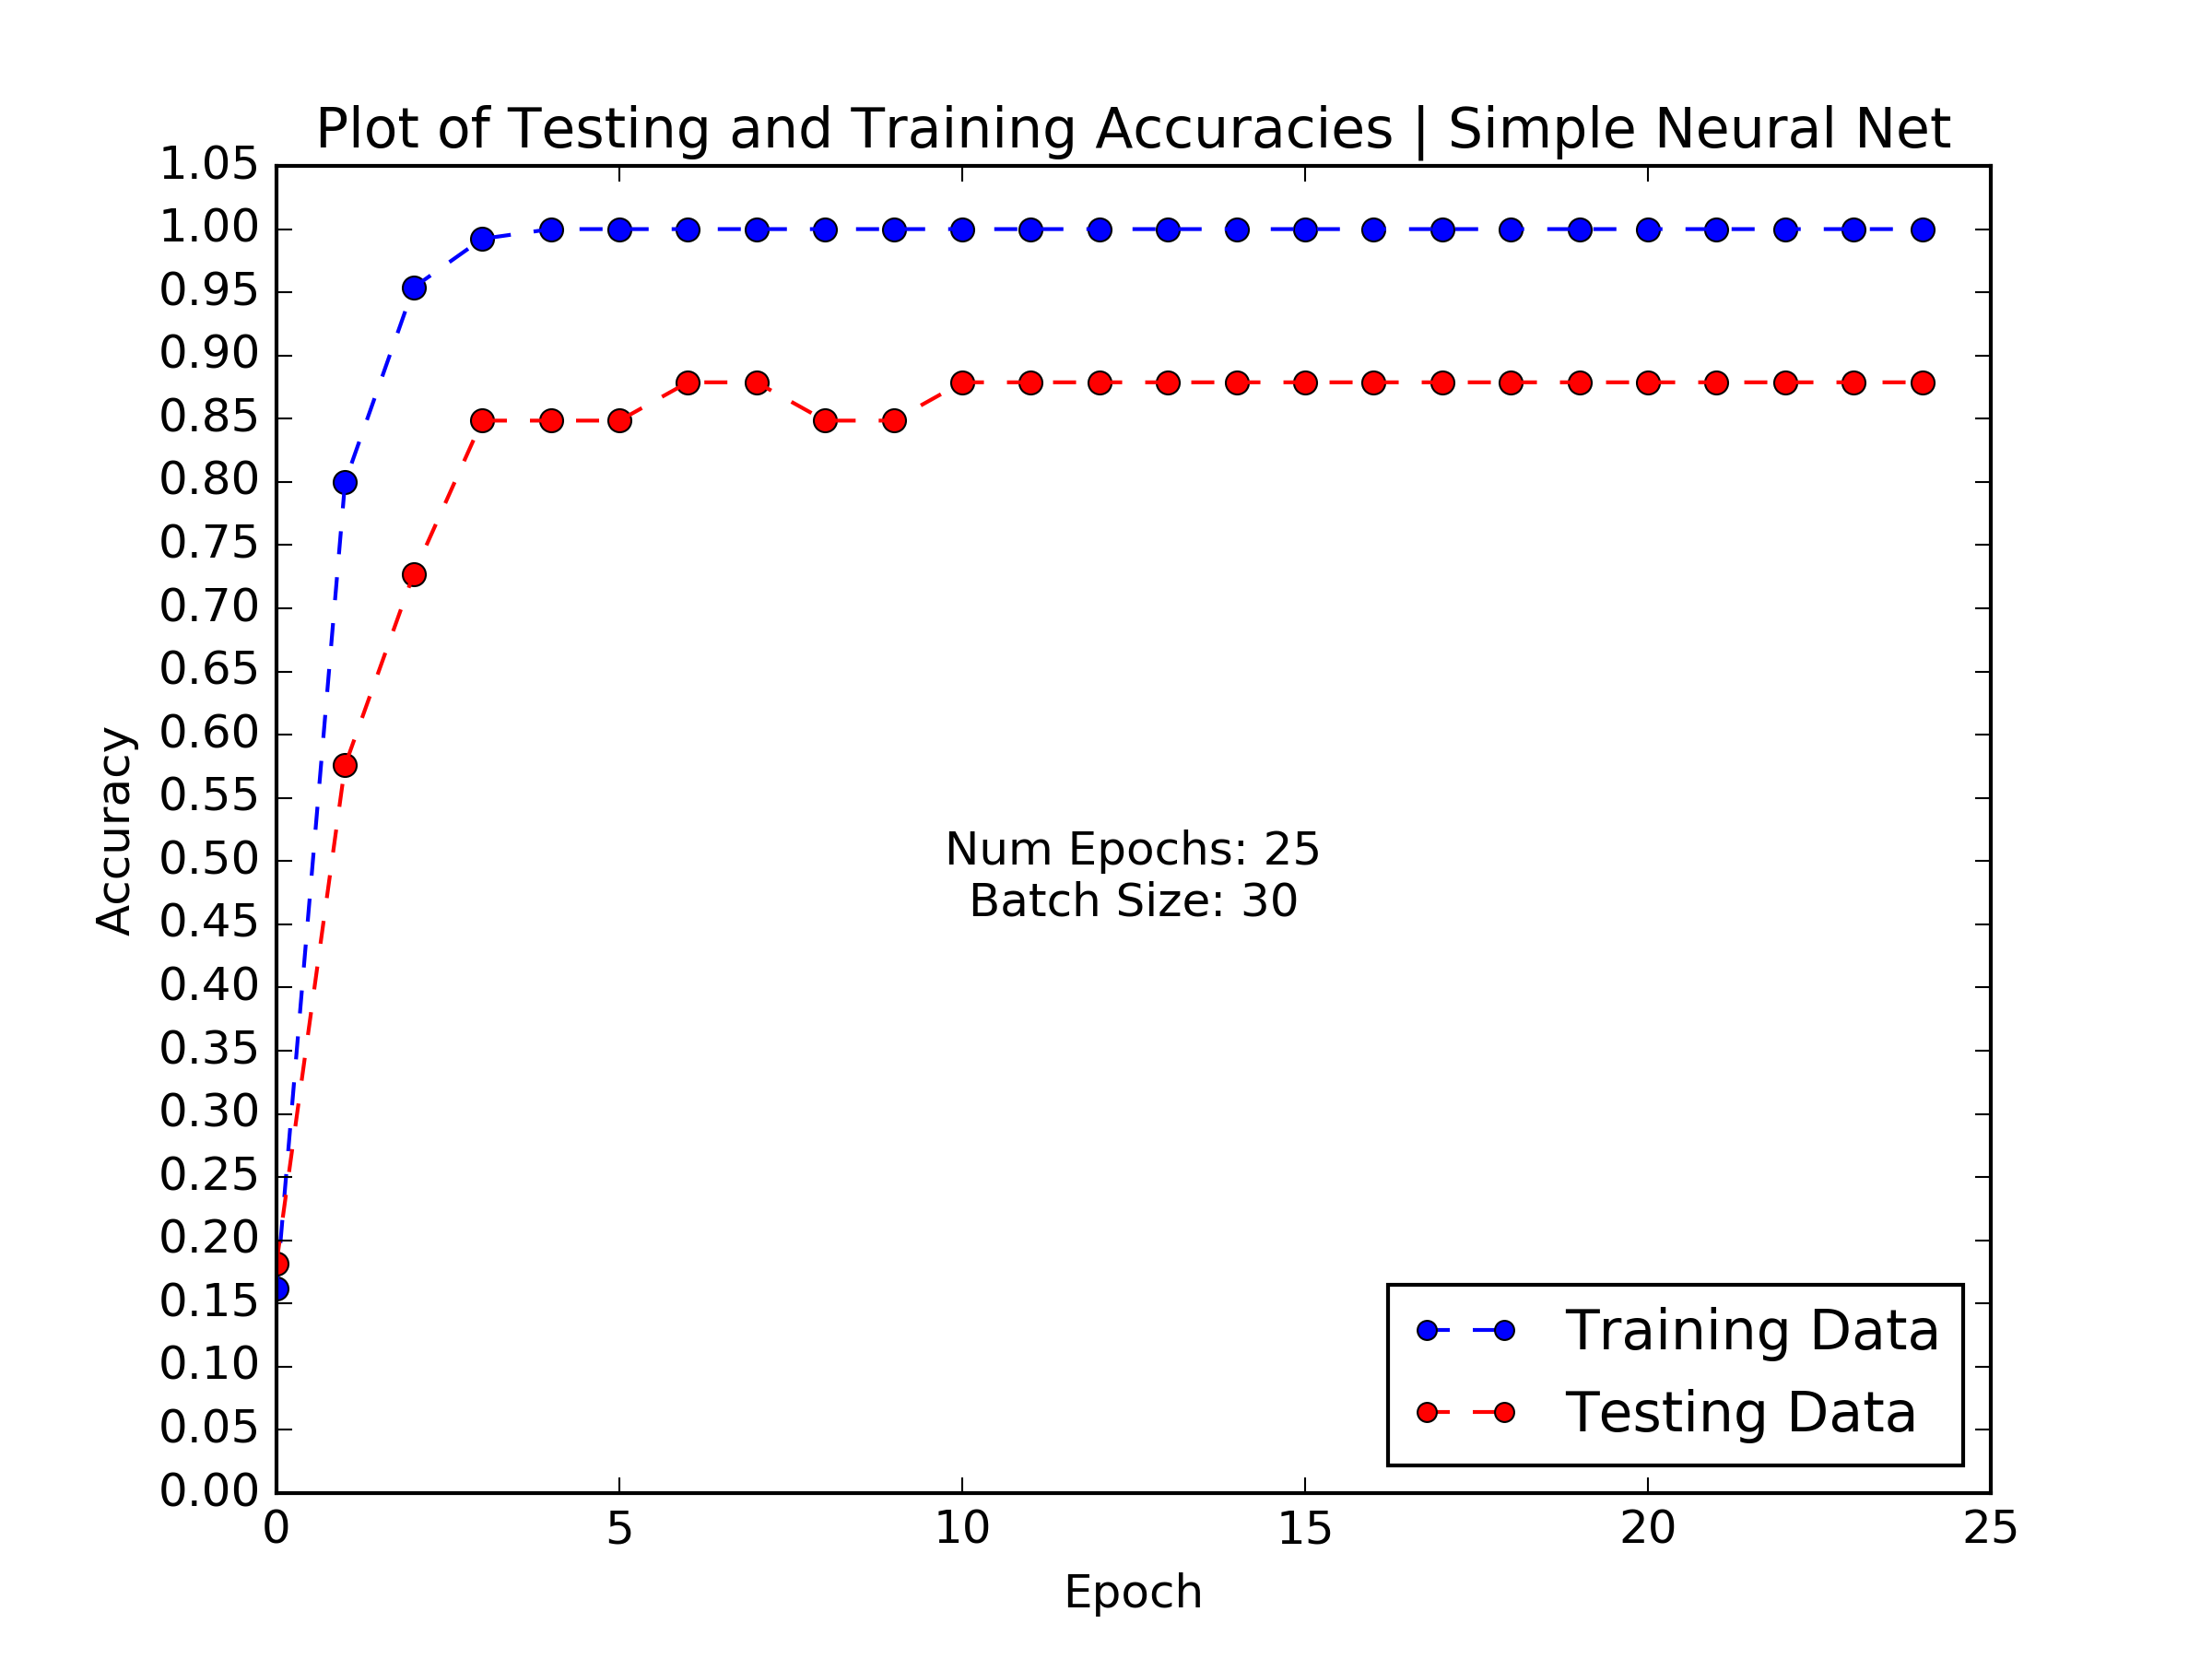 Plot of Testing and Training Accuracies | Simple Neural Net
1.05
1.00
0.95
0.90
0.85
0.80
0.75
0.70
0.65
0.60
0.55
0.50
0.45
0.40
0.35
0.30
0.25
0.20
0.15
0.10
0.05
0.00
Accuracy
Num Epochs: 25
Batch Size: 30
Training Data
Testing Data
0 5 10 15 20 25
Epoch